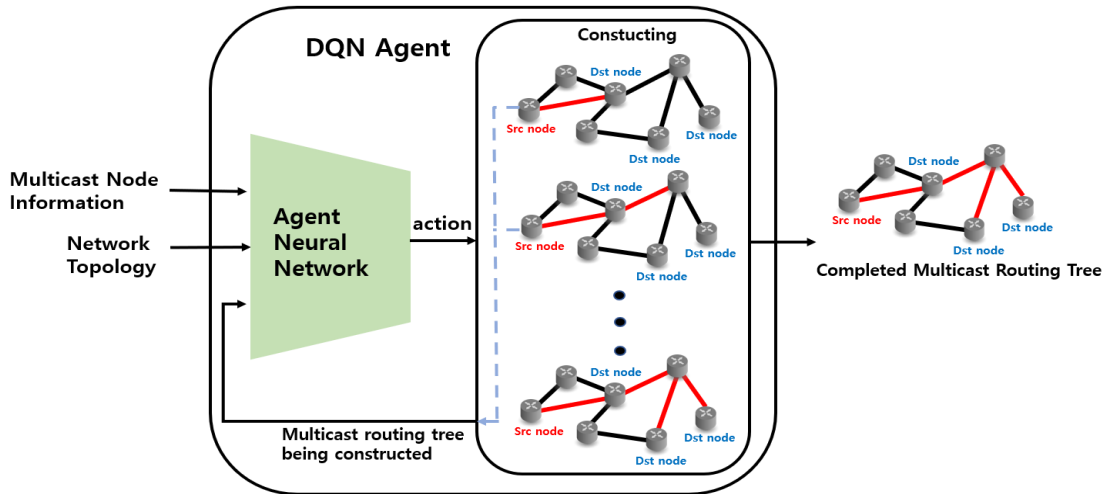 DQN Agent
Constucting
Dst node
Src node
Dst node
Dst node
Multicast Node
Information
Network
Topology
Agent
Neural
Network
action
Dst node
Src node
Dst node
Dst node
Dst node
Src node
Dst node
Dst node
Multicast routing tree
being constructed
Dst node
Src node
Dst node
Dst node
Completed Multicast Routing Tree